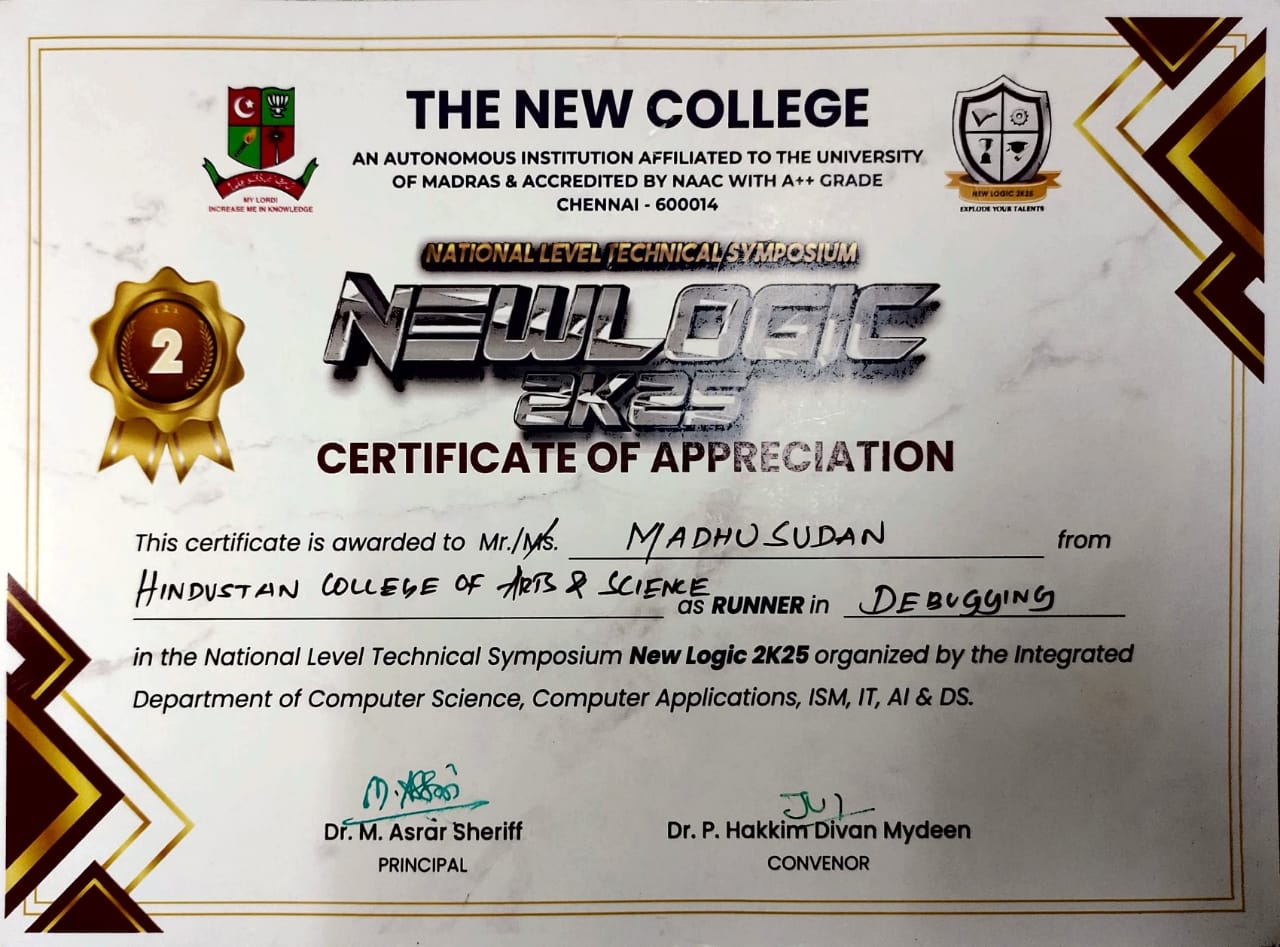 THE NEW COLLEGE
AN AUTONOMOUS INSTITUTION AFFILIATED TO THE UNIVERSITY
OF MADRAS & ACCREDITED BY NAAC WITH A++ GRADE
CHENNAI - 600014
MY LORD!
INCREASE ME IN KNOWLEDGE
NEW LOGIC 2K25
EXPLODE YOUR TALENTS
NATIONAL LEVEL TECHNICAL SYMPOSIUM
NEWLOGIC
2K25
2
CERTIFICATE OF APPRECIATION
This certificate is awarded to Mr./Ms. MADHUSUDAN from
HINDUSTAN COLLEGE OF ARTS & SCIENCE as RUNNER in DEBUGGING
in the National Level Technical Symposium New Logic 2K25 organized by the Integrated
Department of Computer Science, Computer Applications, ISM, IT, AI & DS.
Dr. M. Asrar Sheriff
PRINCIPAL
Dr. P. Hakkim Divan Mydeen
CONVENOR